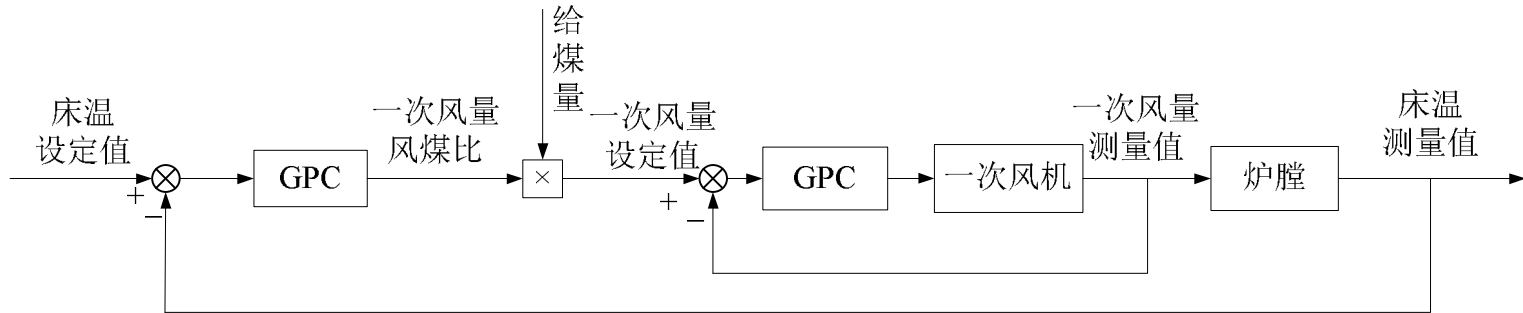 给
煤
量
床温
设定值
一次风量
风煤比
一次风量
设定值
一次风量
测量值
床温
测量值
+
−
GPC
×
+
−
GPC
一次风机
炉膛